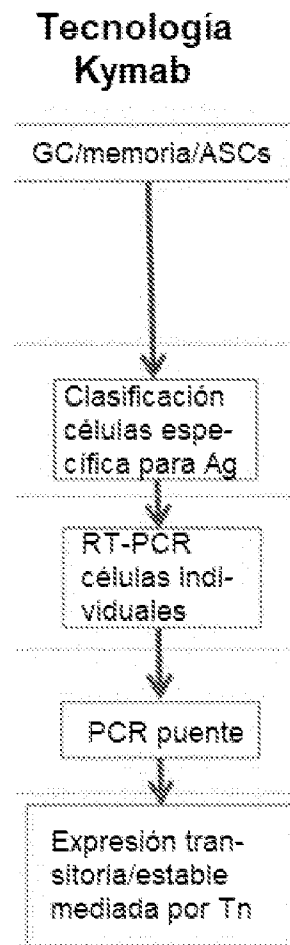 Tecnología
Kymab
GC/memoria/ASCs
Clasificación
células espe-
cífica para Ag
RT-PCR
células indi-
viduales
PCR puente
Expresión tran-
sitoria/estable
mediada por Tn